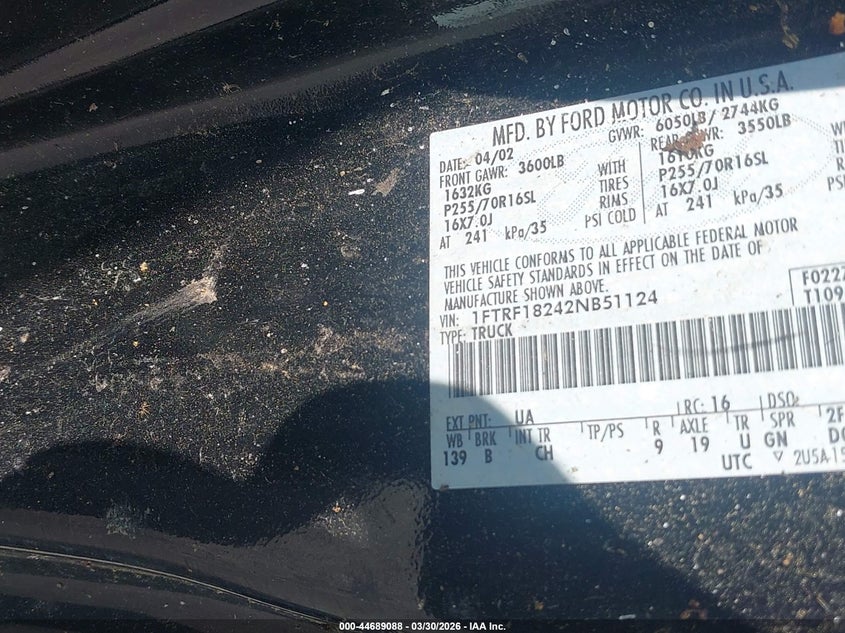 MFD. BY FORD MOTOR CO. IN U.S.A.
DATE: 04/02 GVWR: 6050LB/ 2744KG
FRONT GAWR: 3600LB REAR GAWR: 3550LB
1632KG WITH 1610KG
P255/70R16SL TIRES P255/70R16SL
16X7.0J RIMS 16X7.0J
AT 241 kPa/35 PSI COLD AT 241 kPa/35
THIS VEHICLE CONFORMS TO ALL APPLICABLE FEDERAL MOTOR
VEHICLE SAFETY STANDARDS IN EFFECT ON THE DATE OF
MANUFACTURE SHOWN ABOVE.
VIN: 1FTRF18242NB51124
TYPE: TRUCK
F022
T109
EXT PNT: UA RC: 16 DSO:
WB BRK INT TR TP/PS R AXLE TR SPR
139 B CH 9 19 U GN
UTC ▽ 2U5A-15
000-44689088 - 03/30/2026 - IAA Inc.